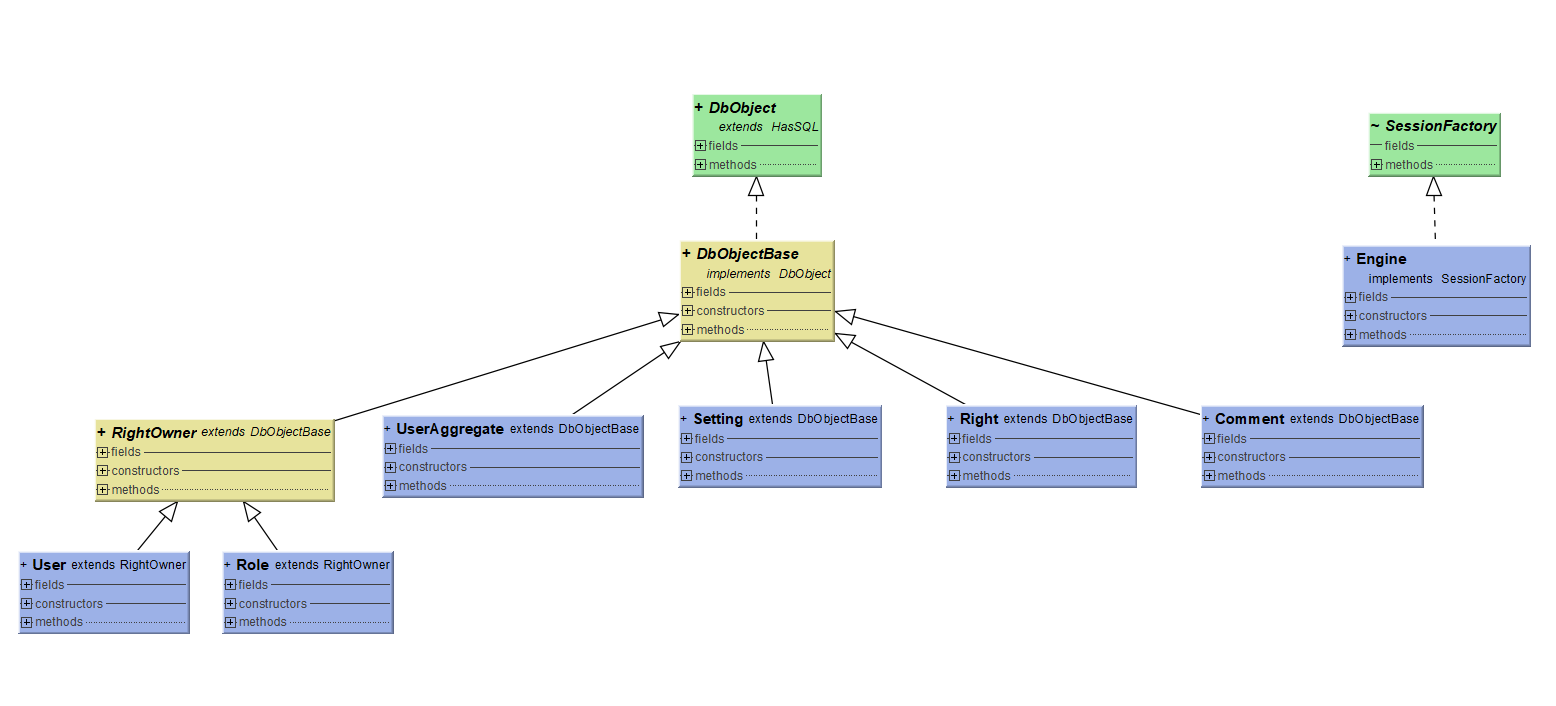 + DbObject
extends HasSQL
fields
methods
~ SessionFactory
fields
methods
+ DbObjectBase
implements DbObject
fields
constructors
methods
+ Engine
implements SessionFactory
fields
constructors
methods
+ RightOwner extends DbObjectBase
fields
constructors
methods
+ UserAggregate extends DbObjectBase
fields
constructors
methods
+ Setting extends DbObjectBase
fields
constructors
methods
+ Right extends DbObjectBase
fields
constructors
methods
+ Comment extends DbObjectBase
fields
constructors
methods
+ User extends RightOwner
fields
constructors
methods
+ Role extends RightOwner
fields
constructors
methods